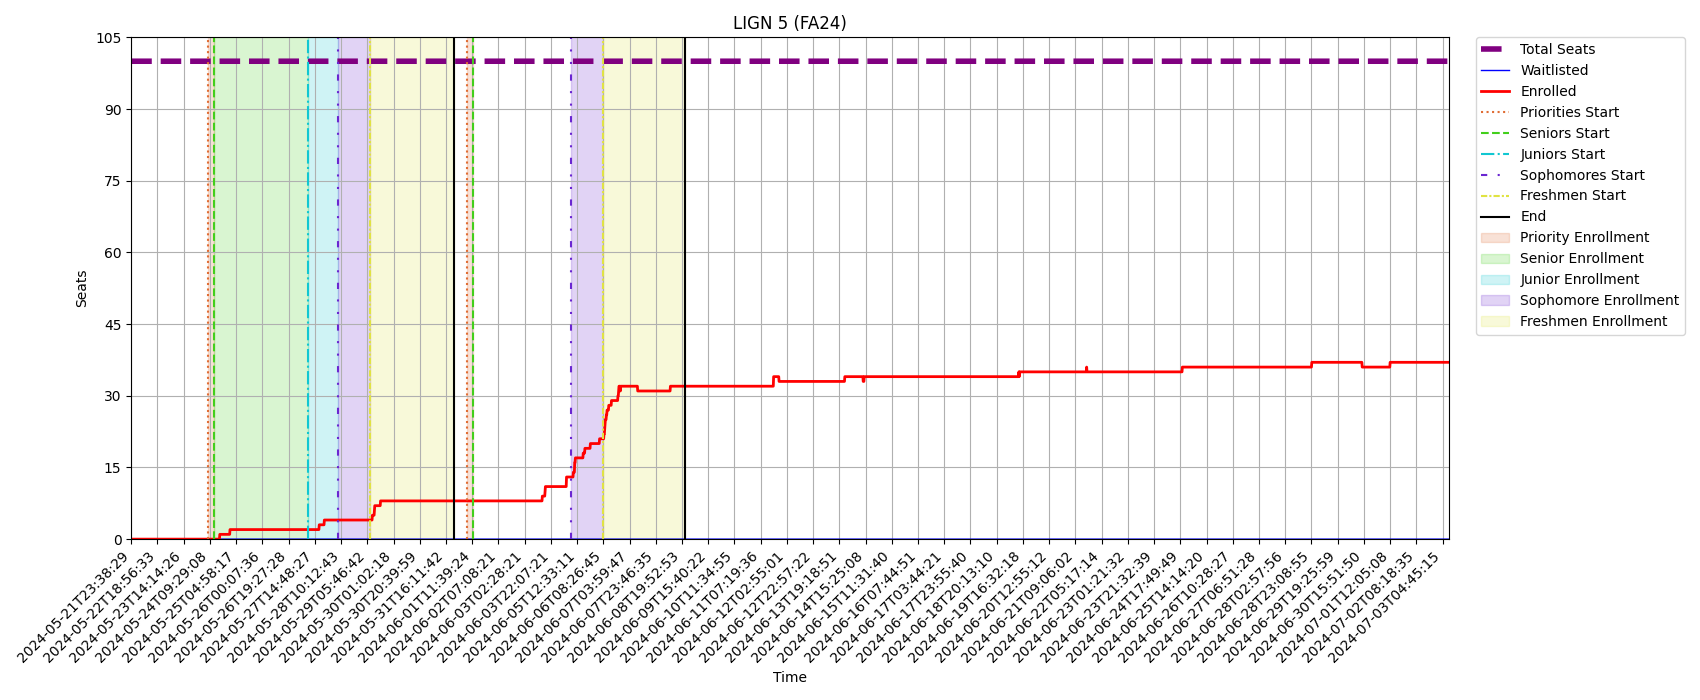 LIGN 5 (FA24)
105
90
75
60
45
30
15
0
Seats
2024-05-21T23:38:29
2024-05-22T18:56:33
2024-05-23T14:14:26
2024-05-24T09:29:08
2024-05-25T04:58:17
2024-05-26T00:07:36
2024-05-26T19:27:28
2024-05-27T14:48:27
2024-05-28T10:12:43
2024-05-29T05:46:42
2024-05-30T01:02:18
2024-05-30T20:39:59
2024-05-31T16:11:42
2024-06-01T11:39:24
2024-06-02T07:08:21
2024-06-03T02:28:21
2024-06-03T22:07:21
2024-06-05T12:33:11
2024-06-06T08:26:45
2024-06-07T03:59:47
2024-06-07T23:46:35
2024-06-08T19:52:53
2024-06-09T15:40:22
2024-06-10T11:34:55
2024-06-11T07:19:36
2024-06-12T02:55:01
2024-06-12T22:57:22
2024-06-13T19:18:51
2024-06-14T15:25:08
2024-06-15T11:31:40
2024-06-16T07:44:51
2024-06-17T03:44:21
2024-06-17T23:55:40
2024-06-18T20:13:10
2024-06-19T16:32:18
2024-06-20T12:55:12
2024-06-21T09:06:02
2024-06-22T05:17:14
2024-06-23T01:21:32
2024-06-23T21:32:39
2024-06-24T17:49:49
2024-06-25T14:14:20
2024-06-26T10:28:27
2024-06-27T06:51:28
2024-06-28T02:57:56
2024-06-28T23:08:55
2024-06-29T19:25:59
2024-06-30T15:51:50
2024-07-01T12:05:08
2024-07-02T08:18:35
2024-07-03T04:45:15
Time
Total Seats
Waitlisted
Enrolled
Priorities Start
Seniors Start
Juniors Start
Sophomores Start
Freshmen Start
End
Priority Enrollment
Senior Enrollment
Junior Enrollment
Sophomore Enrollment
Freshmen Enrollment